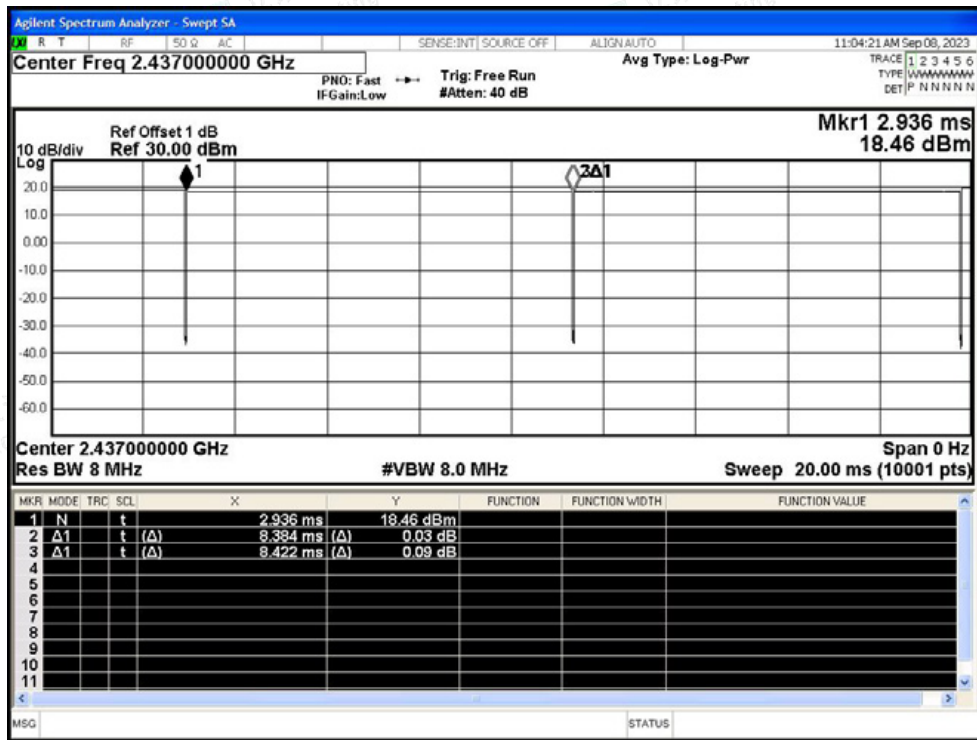 Agilent Spectrum Analyzer - Swept SA
LXI R T RF 50 Ω AC SENSE:INT SOURCE OFF ALIGNAUTO 11:04:21 AM Sep 08, 2023
Center Freq 2.437000000 GHz Avg Type: Log-Pwr TRACE 1 2 3 4 5 6
PNO: Fast Trig: Free Run TYPE WWWWWW
IFGain:Low #Atten: 40 dB DET P N N N N N
Mkr1 2.936 ms
Ref Offset 1 dB
10 dB/div Ref 30.00 dBm 18.46 dBm
Log
1
2Δ1
20.0
10.0
0.00
-10.0
-20.0
-30.0
-40.0
-50.0
-60.0
Center 2.437000000 GHz Span 0 Hz
Res BW 8 MHz #VBW 8.0 MHz Sweep 20.00 ms (10001 pts)
MKR MODE TRC SCL X Y FUNCTION FUNCTION WIDTH FUNCTION VALUE
1 N t 2.936 ms 18.46 dBm
2 Δ1 t (Δ) 8.384 ms (Δ) 0.03 dB
3 Δ1 t (Δ) 8.422 ms (Δ) 0.09 dB
4
5
6
7
8
9
10
11
MSG STATUS